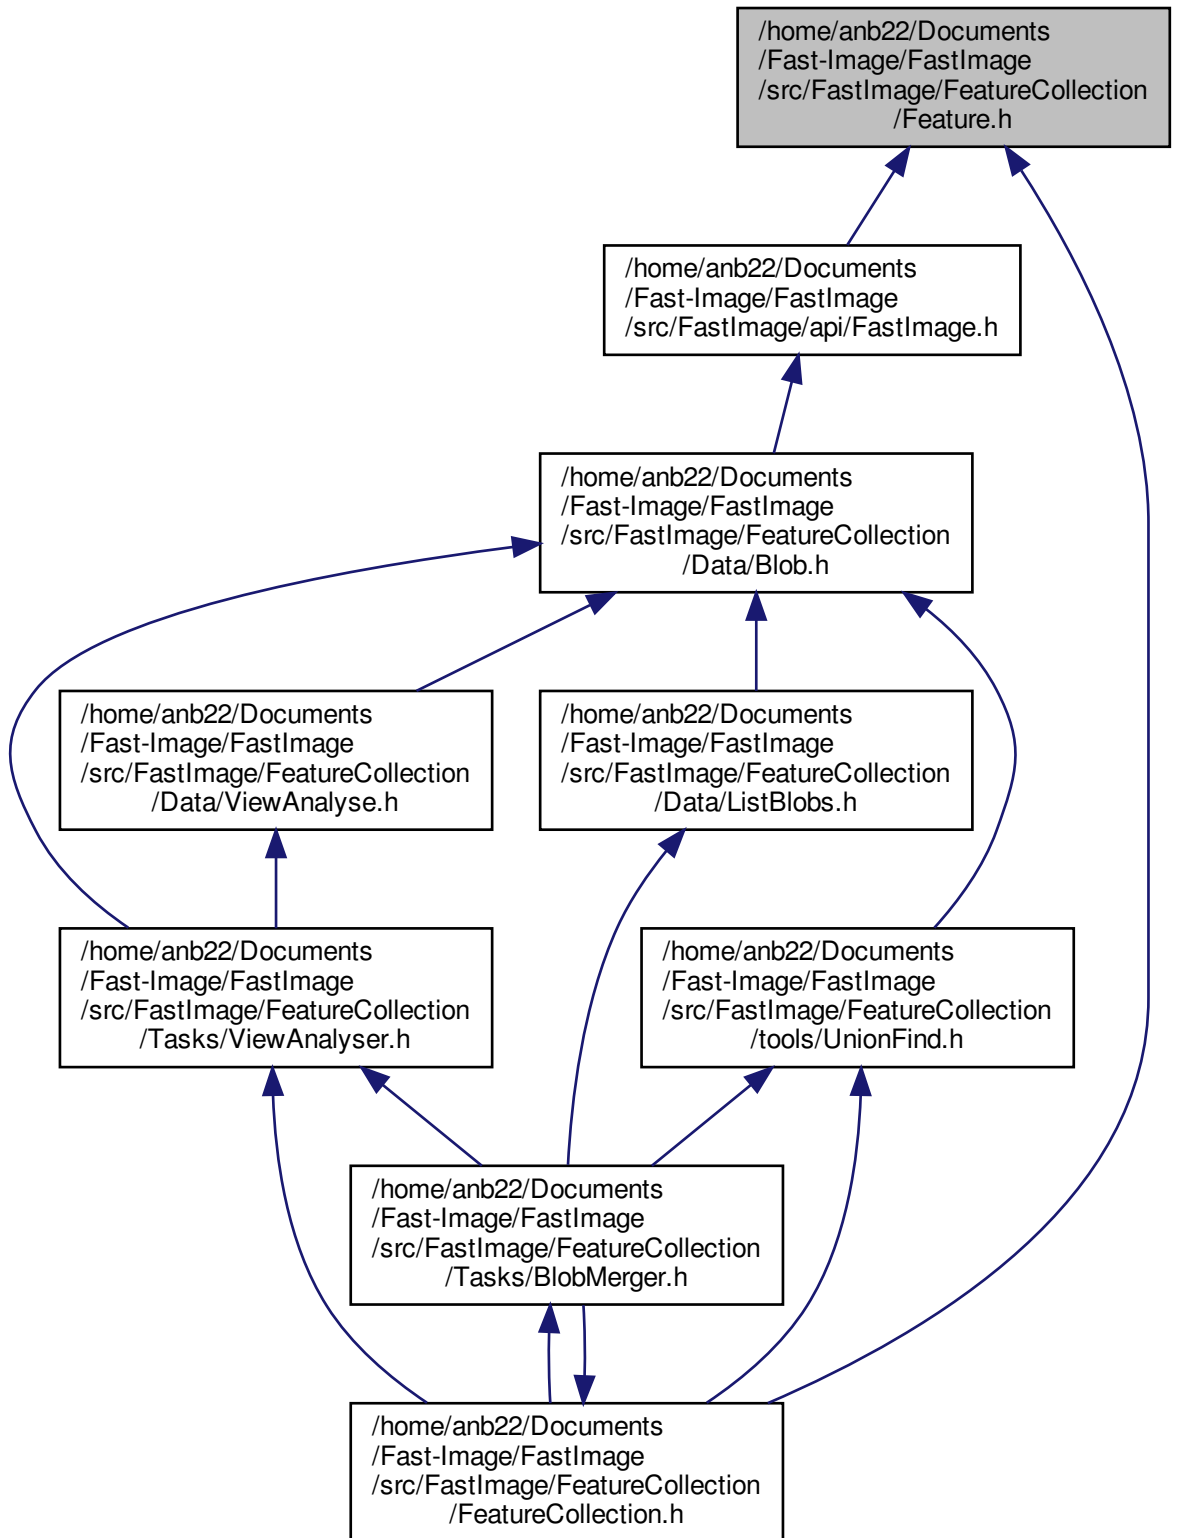 /home/anb22/Documents
/Fast-Image/FastImage
/src/FastImage/FeatureCollection
/Feature.h
/home/anb22/Documents
/Fast-Image/FastImage
/src/FastImage/api/FastImage.h
/home/anb22/Documents
/Fast-Image/FastImage
/src/FastImage/FeatureCollection
/Data/Blob.h
/home/anb22/Documents
/Fast-Image/FastImage
/src/FastImage/FeatureCollection
/Data/ViewAnalyse.h
/home/anb22/Documents
/Fast-Image/FastImage
/src/FastImage/FeatureCollection
/Data/ListBlobs.h
/home/anb22/Documents
/Fast-Image/FastImage
/src/FastImage/FeatureCollection
/Tasks/ViewAnalyser.h
/home/anb22/Documents
/Fast-Image/FastImage
/src/FastImage/FeatureCollection
/tools/UnionFind.h
/home/anb22/Documents
/Fast-Image/FastImage
/src/FastImage/FeatureCollection
/Tasks/BlobMerger.h
/home/anb22/Documents
/Fast-Image/FastImage
/src/FastImage/FeatureCollection
/FeatureCollection.h